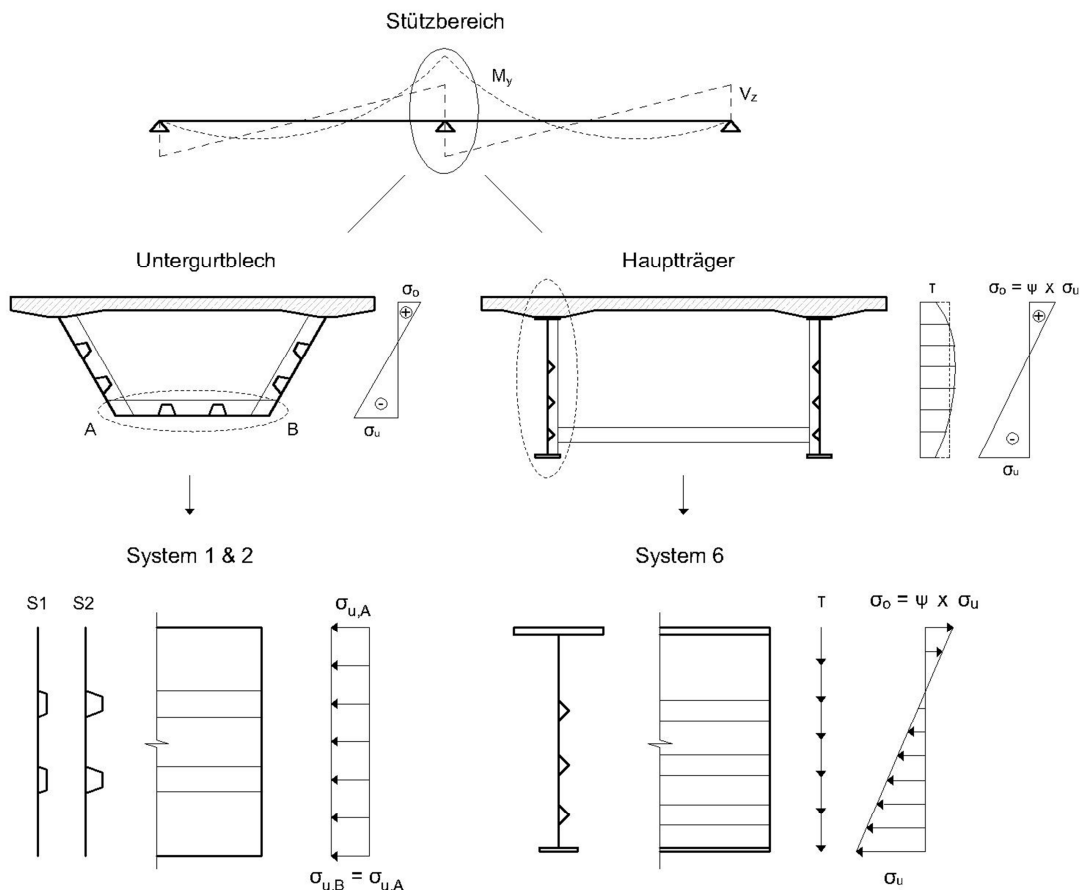 Stützbereich
My
Vz
Untergurtblech
Hauptträger
σo
+
-
σu
A
B
τ
σo = ψ x σu
+
-
σu
System 1 & 2
System 6
S1
S2
σu,A
σu,B = σu,A
τ
σo = ψ x σu
σu